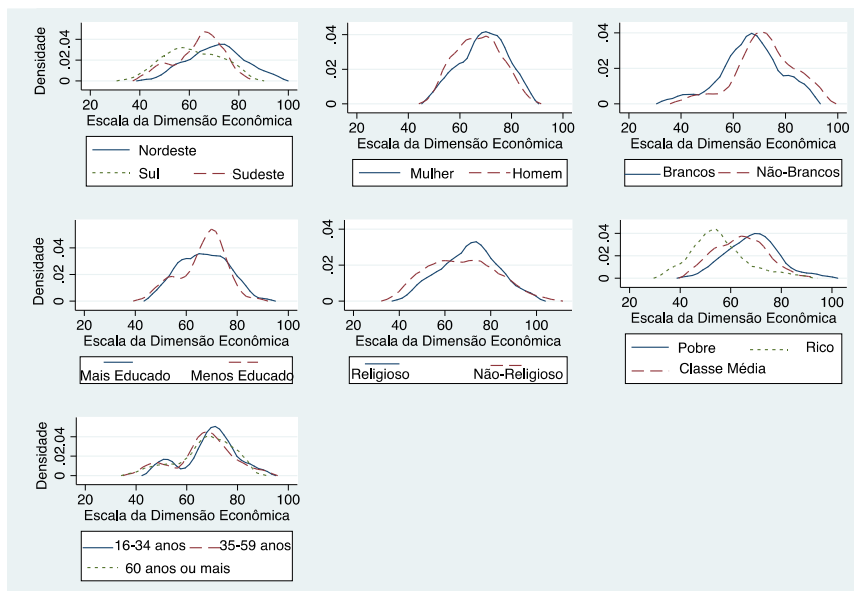 Densidade
0 .02.04
20 40 60 80 100
Escala da Dimensão Econômica
Nordeste
Sul Sudeste
0 .02 .04
20 40 60 80 100
Escala da Dimensão Econômica
Mulher Homem
0 .02 .04
20 40 60 80 100
Escala da Dimensão Econômica
Brancos Não-Brancos
Densidade
0 .02 .04
20 40 60 80 100
Escala da Dimensão Econômica
Mais Educado Menos Educado
0 .02 .04
20 40 60 80 100
Escala da Dimensão Econômica
Religioso Não-Religioso
0 .02.04
20 40 60 80 100
Escala da Dimensão Econômica
Pobre Rico
Classe Média
Densidade
0 .02.04
20 40 60 80 100
Escala da Dimensão Econômica
16-34 anos 35-59 anos
60 anos ou mais